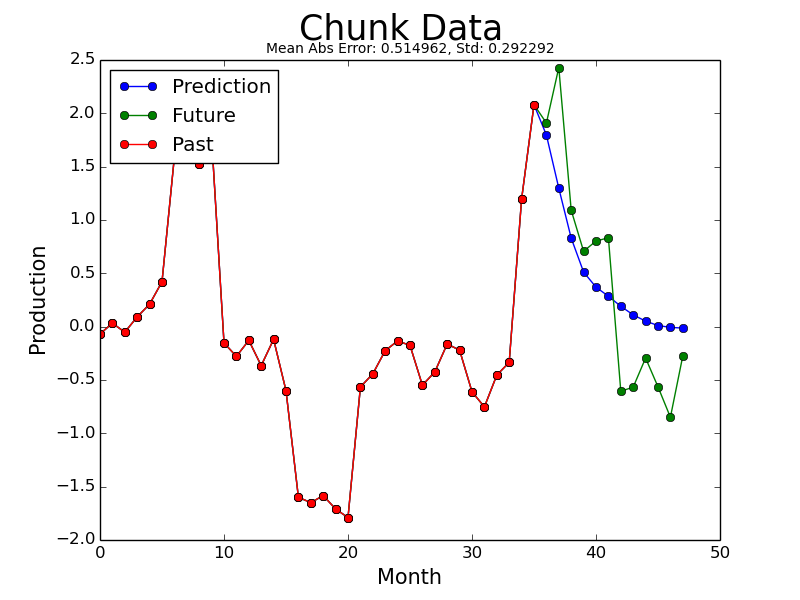 Chunk Data
Mean Abs Error: 0.514962, Std: 0.292292
2.5
2.0
1.5
1.0
0.5
0.0
−0.5
−1.0
−1.5
−2.0
Prediction
Future
Past
Production
0 10 20 30 40 50
Month